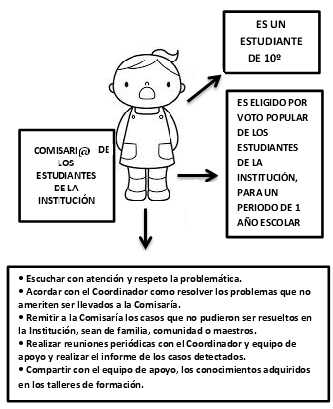 ES UN
ESTUDIANTE
DE 10º
ES ELEGIDO POR
VOTO POPULAR
DE LOS
ESTUDIANTES
DE LA
INSTITUCIÓN,
PARA UN
PERIODO DE 1
AÑO ESCOLAR
COMISARI@ DE
LOS
ESTUDIANTES
DE LA
INSTITUCIÓN
• Escuchar con atención y respeto la problemática.
• Acordar con el Coordinador como resolver los problemas que no
ameriten ser llevados a la Comisaría.
• Remitir a la Comisaría los casos que no pudieron ser resueltos en
la Institución, sean de familia, comunidad o maestros.
• Realizar reuniones periódicas con el Coordinador y equipo de
apoyo y realizar el informe de los casos detectados.
• Compartir con el equipo de apoyo, los conocimientos adquiridos
en los talleres de formación.